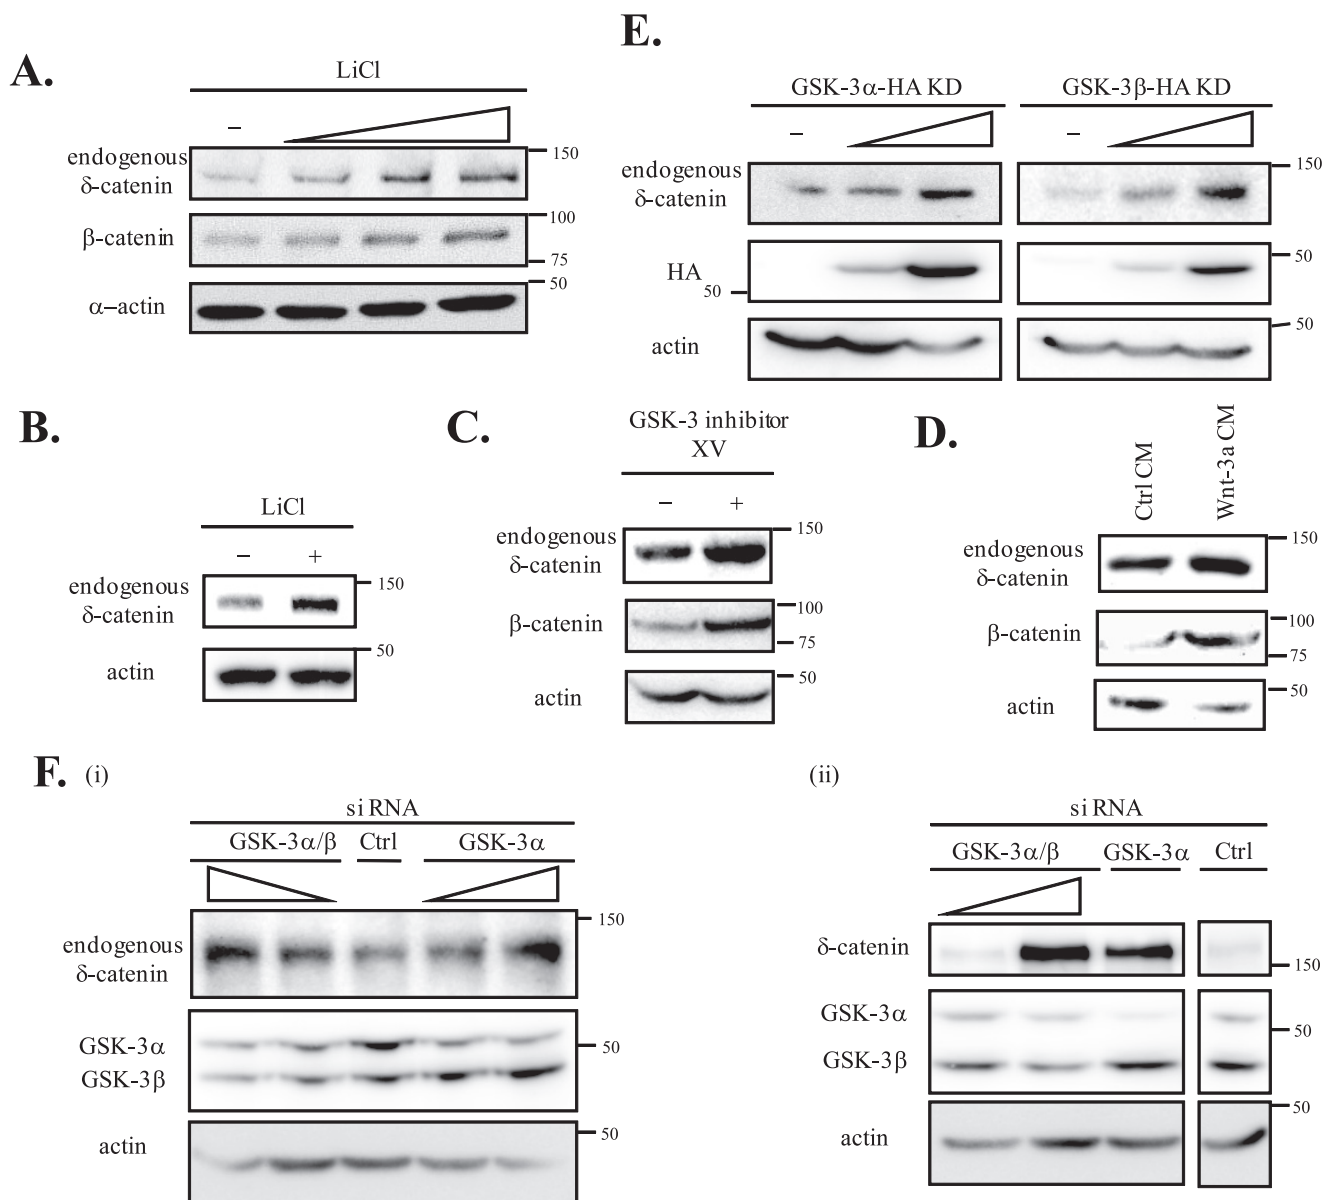 A.
LiCl
−
endogenous
δ-catenin
150
β-catenin
100
75
α−actin
50
E.
GSK-3α-HA KD
GSK-3β-HA KD
−
−
endogenous
δ-catenin
150
HA
50
50
actin
50
B.
LiCl
− +
endogenous
δ-catenin
150
actin
50
C.
GSK-3 inhibitor
XV
− +
endogenous
δ-catenin
150
β-catenin
100
75
actin
50
D.
Ctrl CM
Wnt-3a CM
endogenous
δ-catenin
150
β-catenin
100
75
actin
50
F. (i)
siRNA
GSK-3α/β Ctrl GSK-3α
endogenous
δ-catenin
150
GSK-3α
50
GSK-3β
actin
50
(ii)
siRNA
GSK-3α/β GSK-3α Ctrl
δ-catenin
150
GSK-3α
50
GSK-3β
actin
50